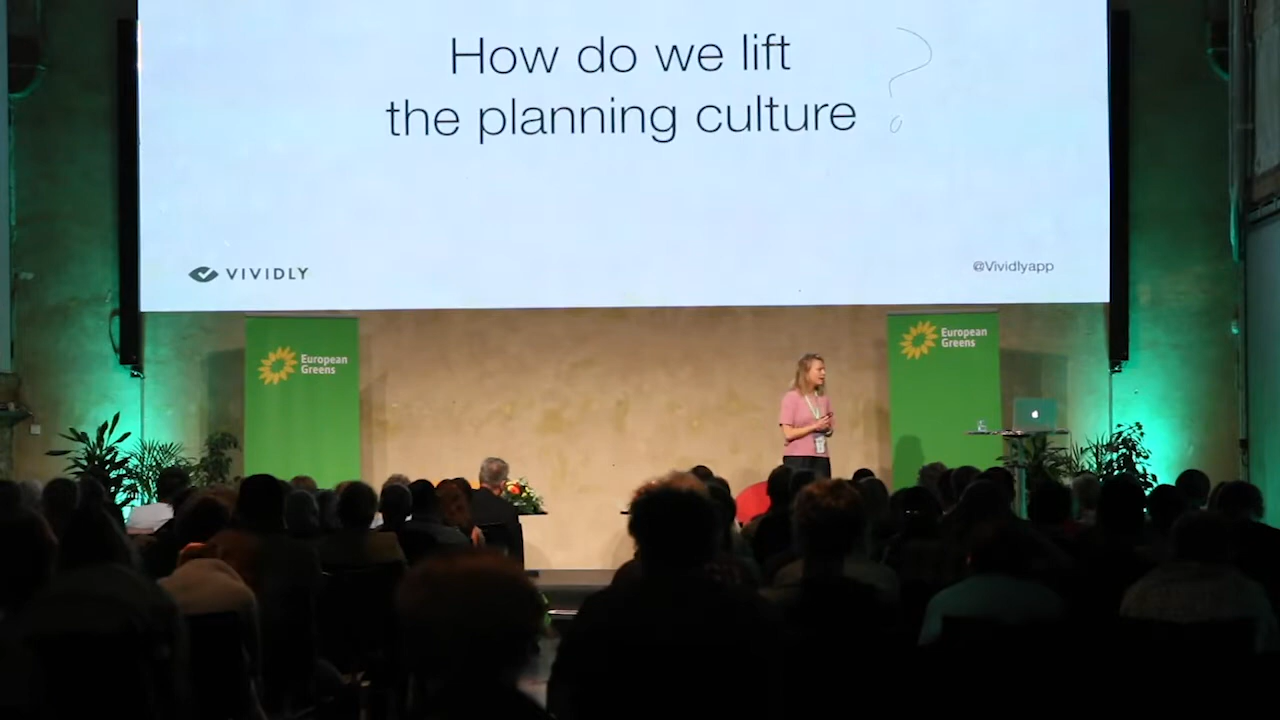 How do we lift
the planning culture ?
VIVIDLY
@Vividlyapp
European
Greens
European
Greens